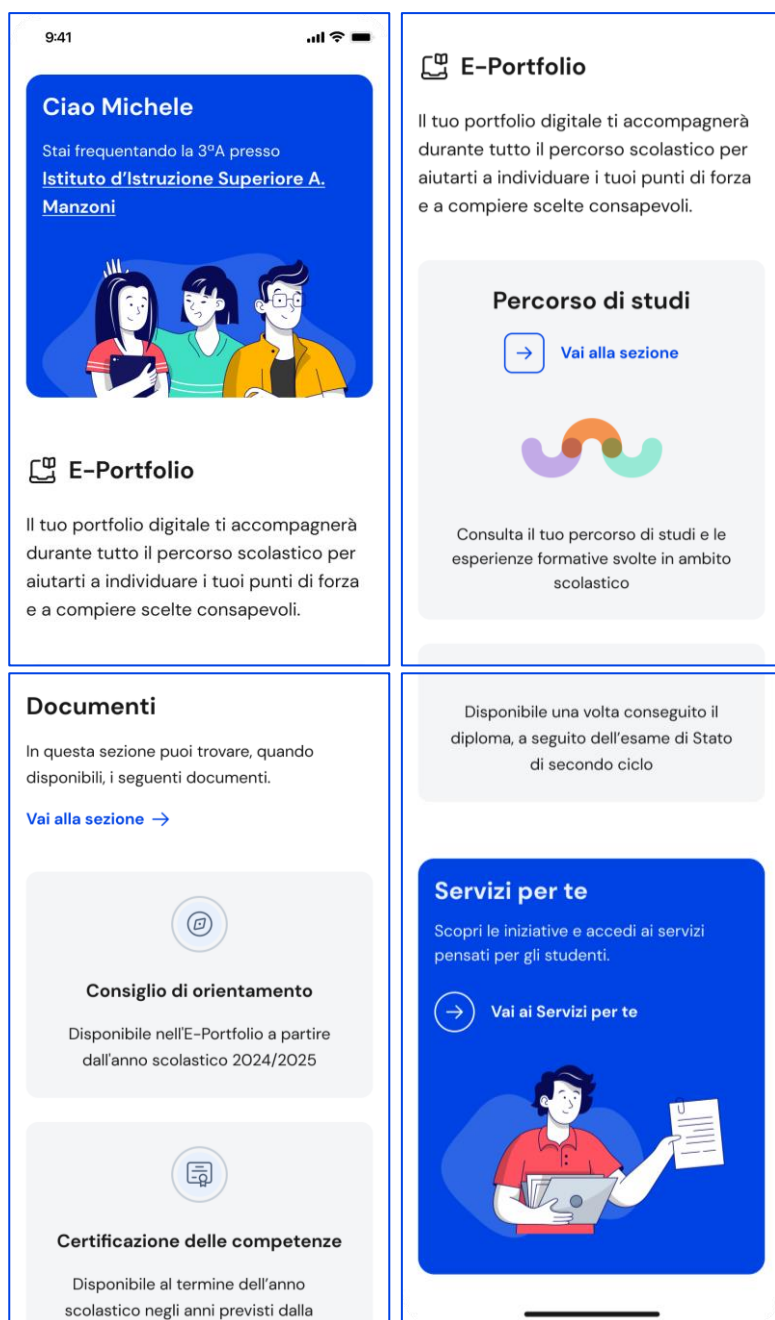 9:41
Ciao Michele
Stai frequentando la 3ªA presso
Istituto d'Istruzione Superiore A.
Manzoni
E-Portfolio
Il tuo portfolio digitale ti accompagnerà
durante tutto il percorso scolastico per
aiutarti a individuare i tuoi punti di forza
e a compiere scelte consapevoli.
E-Portfolio
Il tuo portfolio digitale ti accompagnerà
durante tutto il percorso scolastico per
aiutarti a individuare i tuoi punti di forza
e a compiere scelte consapevoli.
Percorso di studi
Vai alla sezione
Consulta il tuo percorso di studi e le
esperienze formative svolte in ambito
scolastico
Documenti
In questa sezione puoi trovare, quando
disponibili, i seguenti documenti.
Vai alla sezione
Consiglio di orientamento
Disponibile nell'E-Portfolio a partire
dall'anno scolastico 2024/2025
Certificazione delle competenze
Disponibile al termine dell'anno
scolastico negli anni previsti dalla
Disponibile una volta conseguito il
diploma, a seguito dell'esame di Stato
di secondo ciclo
Servizi per te
Scopri le iniziative e accedi ai servizi
pensati per gli studenti.
Vai ai Servizi per te